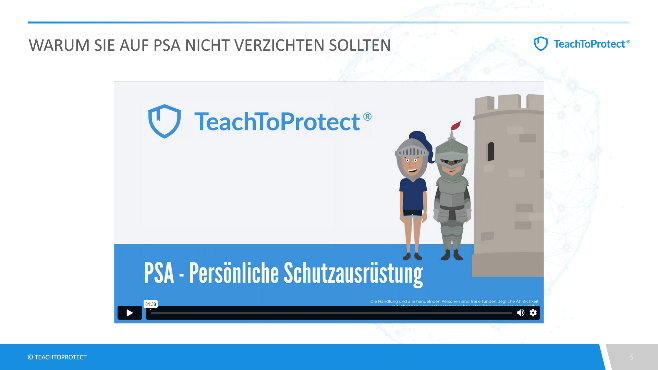 WARUM SIE AUF PSA NICHT VERZICHTEN SOLLTEN
TeachToProtect®
TeachToProtect®
PSA - Persönliche Schutzausrüstung
© TEACHTOPROTECT
5